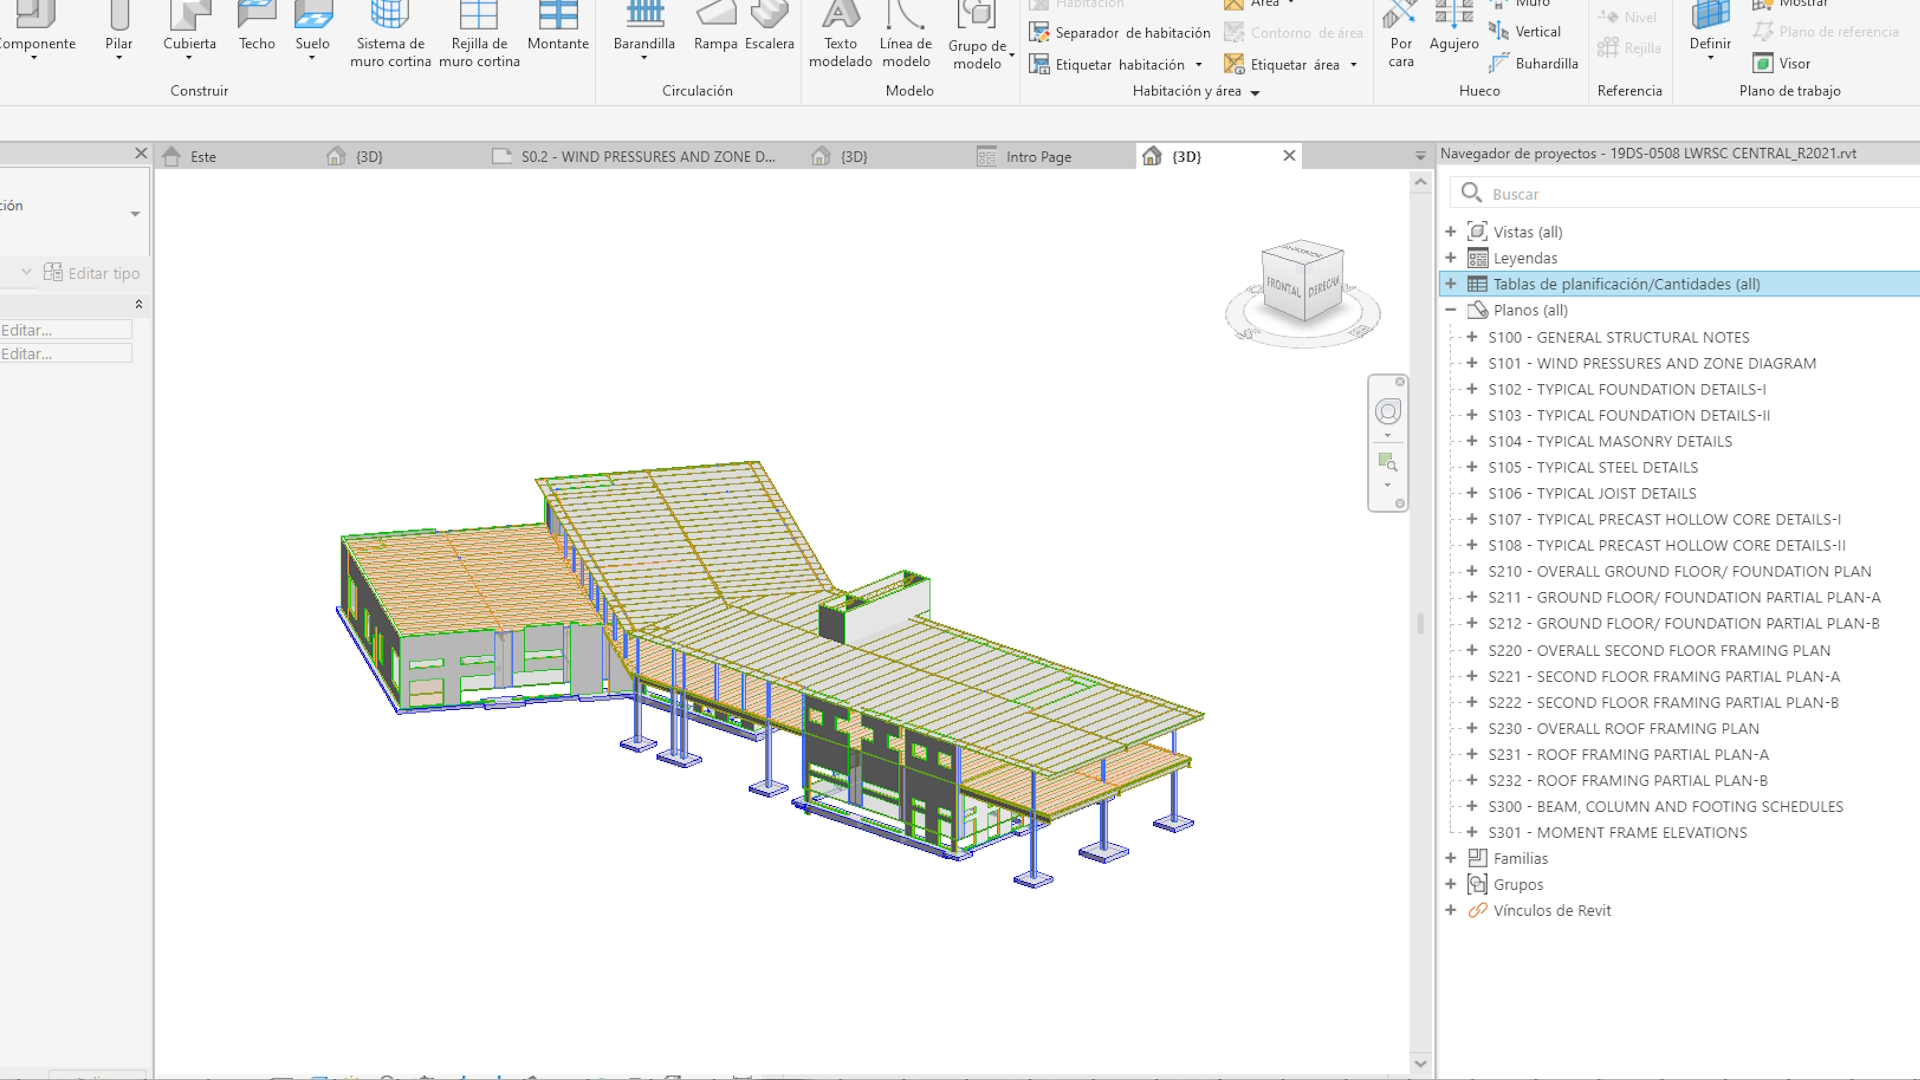 Pilar
Cubierta
Techo
Suelo
Sistema de
muro cortina
Rejilla de
muro cortina
Montante
Construir
Barandilla
Rampa
Escalera
Circulación
Texto
modelado
Línea de
modelo
Grupo de
modelo
Modelo
Habitación
Separador de habitación
Etiquetar habitación
Área
Contorno de área
Etiquetar área
Habitación y área
Por
cara
Agujero
Muro
Vertical
Buhardilla
Hueco
Nivel
Rejilla
Referencia
Definir
Mostrar
Plano de referencia
Visor
Plano de trabajo
Este
{3D}
S0.2 - WIND PRESSURES AND ZONE D...
{3D}
Intro Page
{3D}
Editar tipo
Editar...
Editar...
FRONTAL
DERECHA
Navegador de proyectos - 19DS-0508 LWRSC CENTRAL_R2021.rvt
Buscar
Vistas (all)
Leyendas
Tablas de planificación/Cantidades (all)
Planos (all)
S100 - GENERAL STRUCTURAL NOTES
S101 - WIND PRESSURES AND ZONE DIAGRAM
S102 - TYPICAL FOUNDATION DETAILS-I
S103 - TYPICAL FOUNDATION DETAILS-II
S104 - TYPICAL MASONRY DETAILS
S105 - TYPICAL STEEL DETAILS
S106 - TYPICAL JOIST DETAILS
S107 - TYPICAL PRECAST HOLLOW CORE DETAILS-I
S108 - TYPICAL PRECAST HOLLOW CORE DETAILS-II
S210 - OVERALL GROUND FLOOR/ FOUNDATION PLAN
S211 - GROUND FLOOR/ FOUNDATION PARTIAL PLAN-A
S212 - GROUND FLOOR/ FOUNDATION PARTIAL PLAN-B
S220 - OVERALL SECOND FLOOR FRAMING PLAN
S221 - SECOND FLOOR FRAMING PARTIAL PLAN-A
S222 - SECOND FLOOR FRAMING PARTIAL PLAN-B
S230 - OVERALL ROOF FRAMING PLAN
S231 - ROOF FRAMING PARTIAL PLAN-A
S232 - ROOF FRAMING PARTIAL PLAN-B
S300 - BEAM, COLUMN AND FOOTING SCHEDULES
S301 - MOMENT FRAME ELEVATIONS
Familias
Grupos
Vínculos de Revit